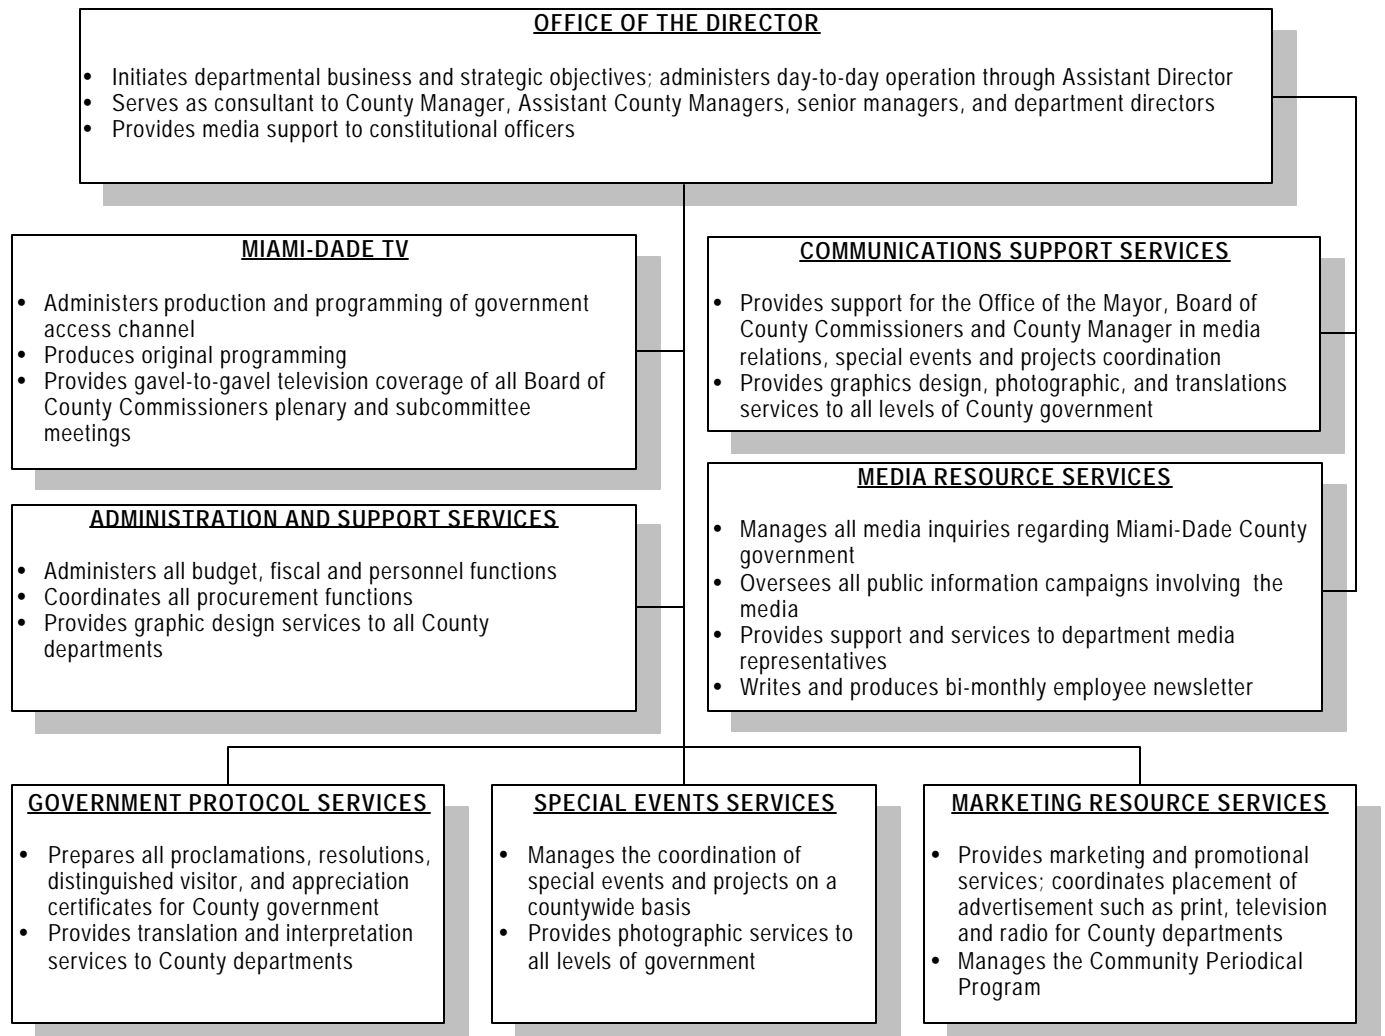 OFFICE OF THE DIRECTOR
• Initiates departmental business and strategic objectives; administers day-to-day operation through Assistant Director
• Serves as consultant to County Manager, Assistant County Managers, senior managers, and department directors
• Provides media support to constitutional officers
MIAMI-DADE TV
• Administers production and programming of government
access channel
• Produces original programming
• Provides gavel-to-gavel television coverage of all Board of
County Commissioners plenary and subcommittee
meetings
COMMUNICATIONS SUPPORT SERVICES
• Provides support for the Office of the Mayor, Board of
County Commissioners and County Manager in media
relations, special events and projects coordination
• Provides graphics design, photographic, and translations
services to all levels of County government
ADMINISTRATION AND SUPPORT SERVICES
• Administers all budget, fiscal and personnel functions
• Coordinates all procurement functions
• Provides graphic design services to all County
departments
MEDIA RESOURCE SERVICES
• Manages all media inquiries regarding Miami-Dade County
government
• Oversees all public information campaigns involving the
media
• Provides support and services to department media
representatives
• Writes and produces bi-monthly employee newsletter
GOVERNMENT PROTOCOL SERVICES
• Prepares all proclamations, resolutions,
distinguished visitor, and appreciation
certificates for County government
• Provides translation and interpretation
services to County departments
SPECIAL EVENTS SERVICES
• Manages the coordination of
special events and projects on a
countywide basis
• Provides photographic services to
all levels of government
MARKETING RESOURCE SERVICES
• Provides marketing and promotional
services; coordinates placement of
advertisement such as print, television
and radio for County departments
• Manages the Community Periodical
Program